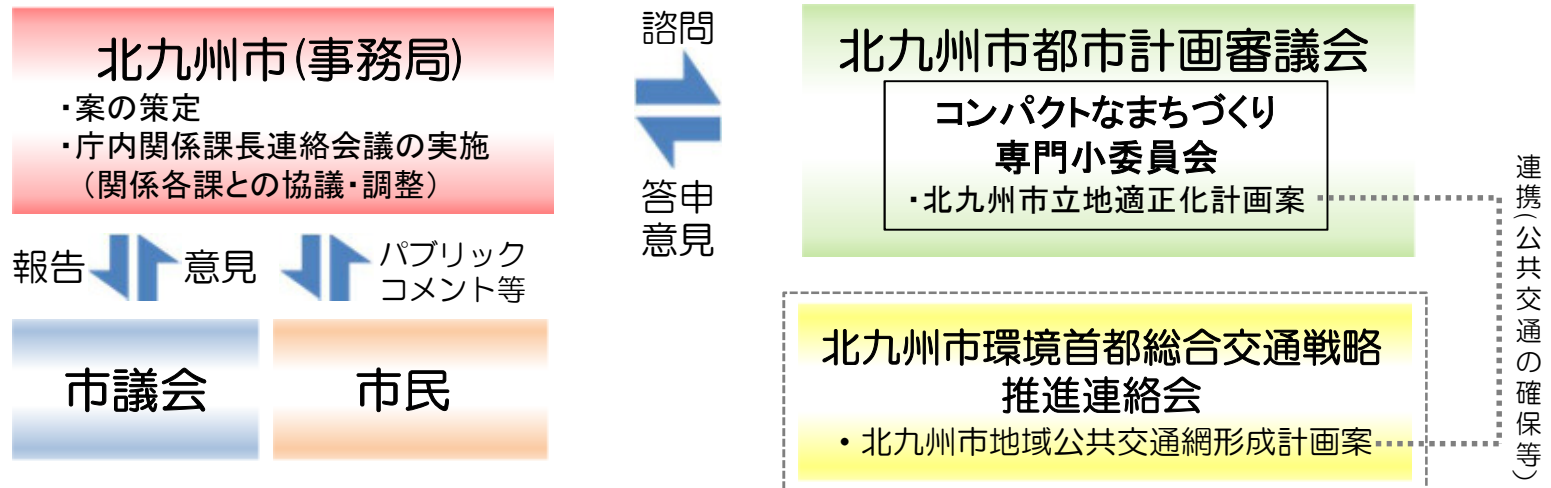 北九州市(事務局)
・案の策定
・庁内関係課長連絡会議の実施
（関係各課との協議・調整）
諮問
答申
意見
北九州市都市計画審議会
コンパクトなまちづくり
専門小委員会
・北九州市立地適正化計画案
報告
意見
パブリック
コメント等
市議会
市民
北九州市環境首都総合交通戦略
推進連絡会
・北九州市地域公共交通網形成計画案
連携(公共交通の確保等)